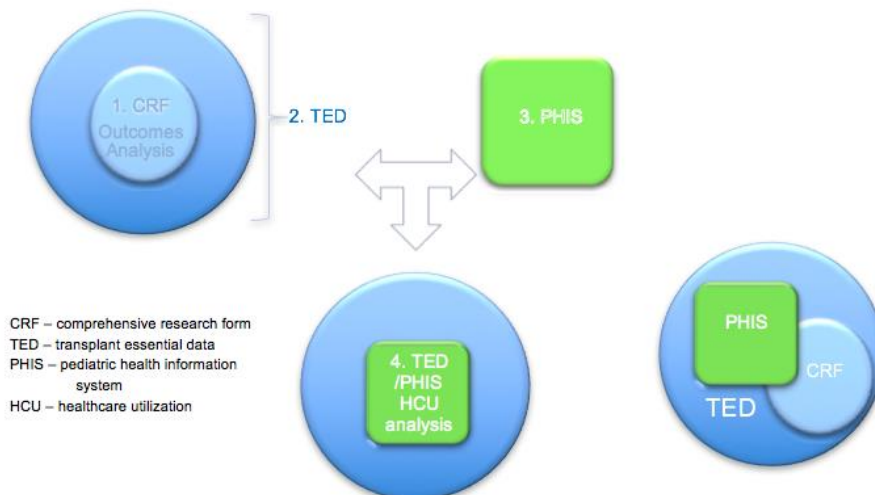 1. CRF
Outcomes
Analysis
2. TED
3. PHIS
CRF – comprehensive research form
TED – transplant essential data
PHIS – pediatric health information
system
HCU – healthcare utilization
4. TED
/PHIS
HCU
analysis
PHIS
CRF
TED